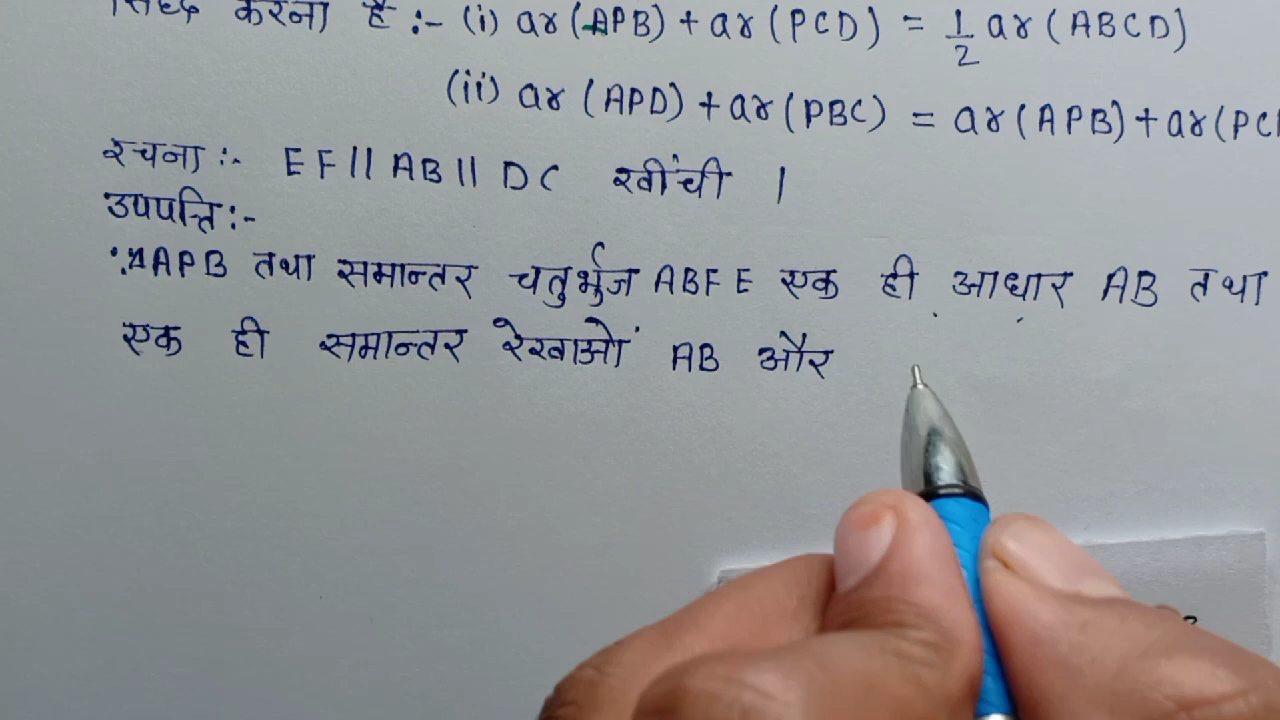 सिद्ध करना है :- (i) ar (APB) + ar (PCD) = 1/2 ar (ABCD)
(ii) ar (APD) + ar (PBC) = ar (APB) + ar (PC
रचना :- EF || AB || DC खींची ।
उपपत्ति :-
∵ △APB तथा समान्तर चतुर्भुज ABFE एक ही आधार AB तथा
एक ही समान्तर रेखाओं AB और